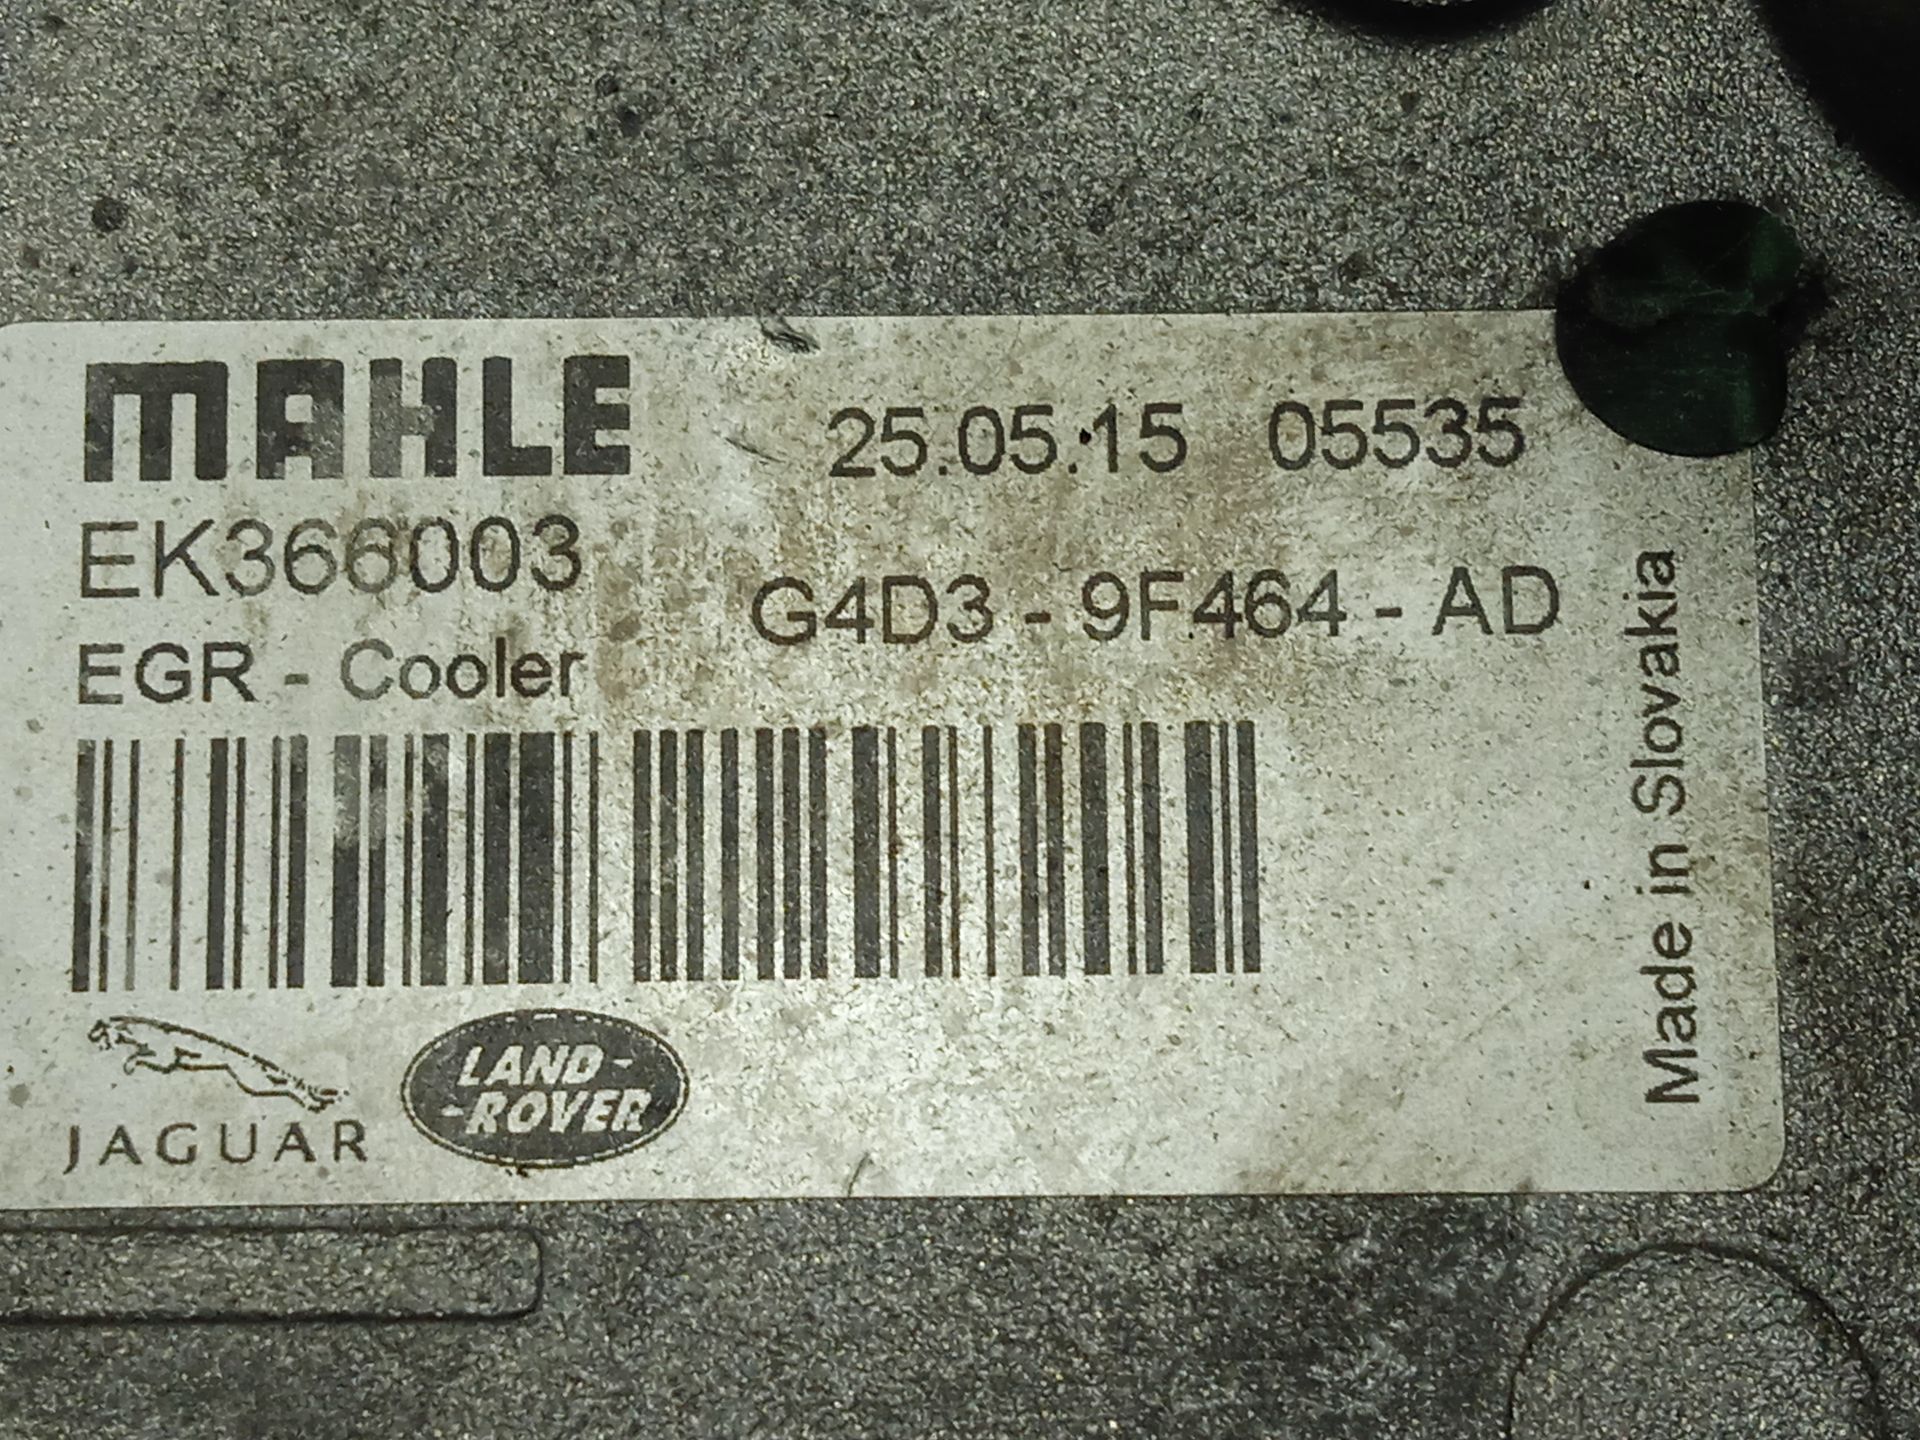 MAHLE 25.05.15 05535
EK366003
G4D3 - 9F464 - AD
EGR - Cooler
Made in Slovakia
JAGUAR
LAND-
-ROVER